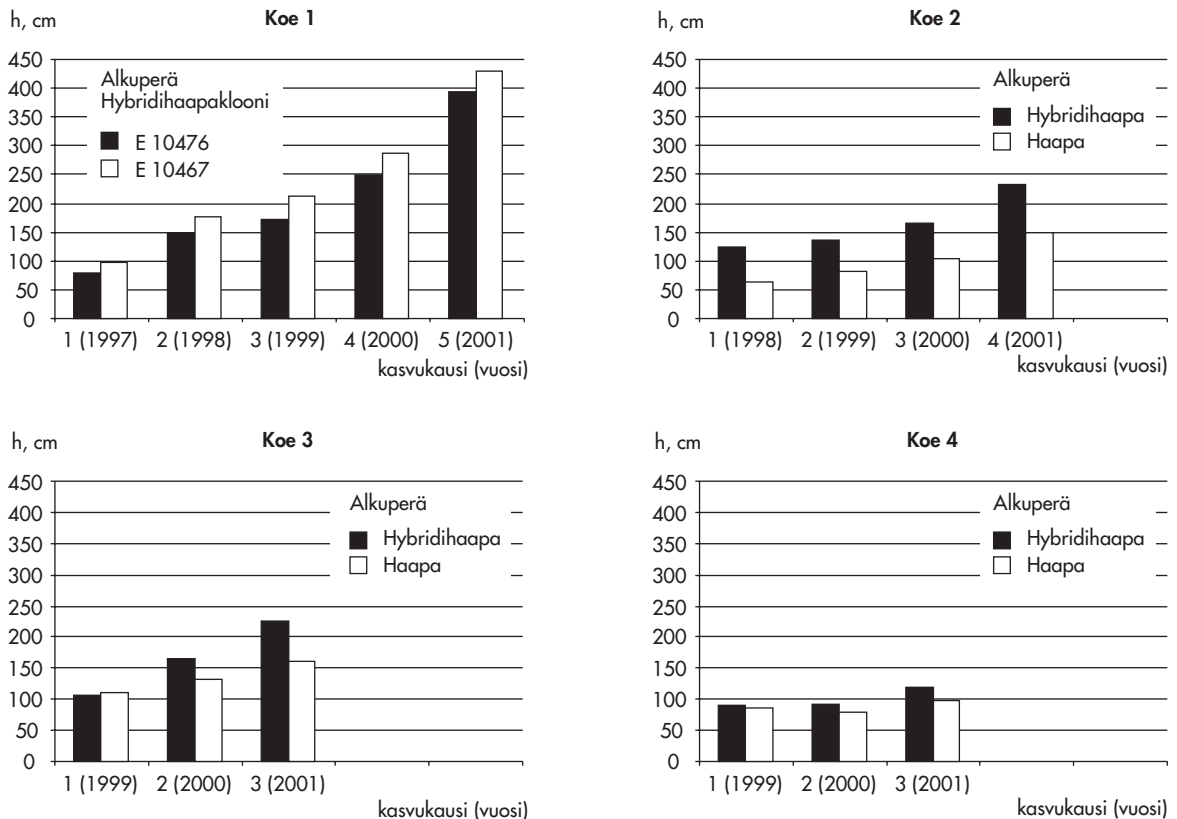 h, cm
Koe 1
450
400
350
300
250
200
150
100
50
0
Alkuperä
Hybridihaapaklooni
E 10476
E 10467
1 (1997) 2 (1998) 3 (1999) 4 (2000) 5 (2001)
kasvukausi (vuosi)
h, cm
Koe 2
450
400
350
300
250
200
150
100
50
0
Alkuperä
Hybridihaapa
Haapa
1 (1998) 2 (1999) 3 (2000) 4 (2001)
kasvukausi (vuosi)
h, cm
Koe 3
450
400
350
300
250
200
150
100
50
0
Alkuperä
Hybridihaapa
Haapa
1 (1999) 2 (2000) 3 (2001)
kasvukausi (vuosi)
h, cm
Koe 4
450
400
350
300
250
200
150
100
50
0
Alkuperä
Hybridihaapa
Haapa
1 (1999) 2 (2000) 3 (2001)
kasvukausi (vuosi)